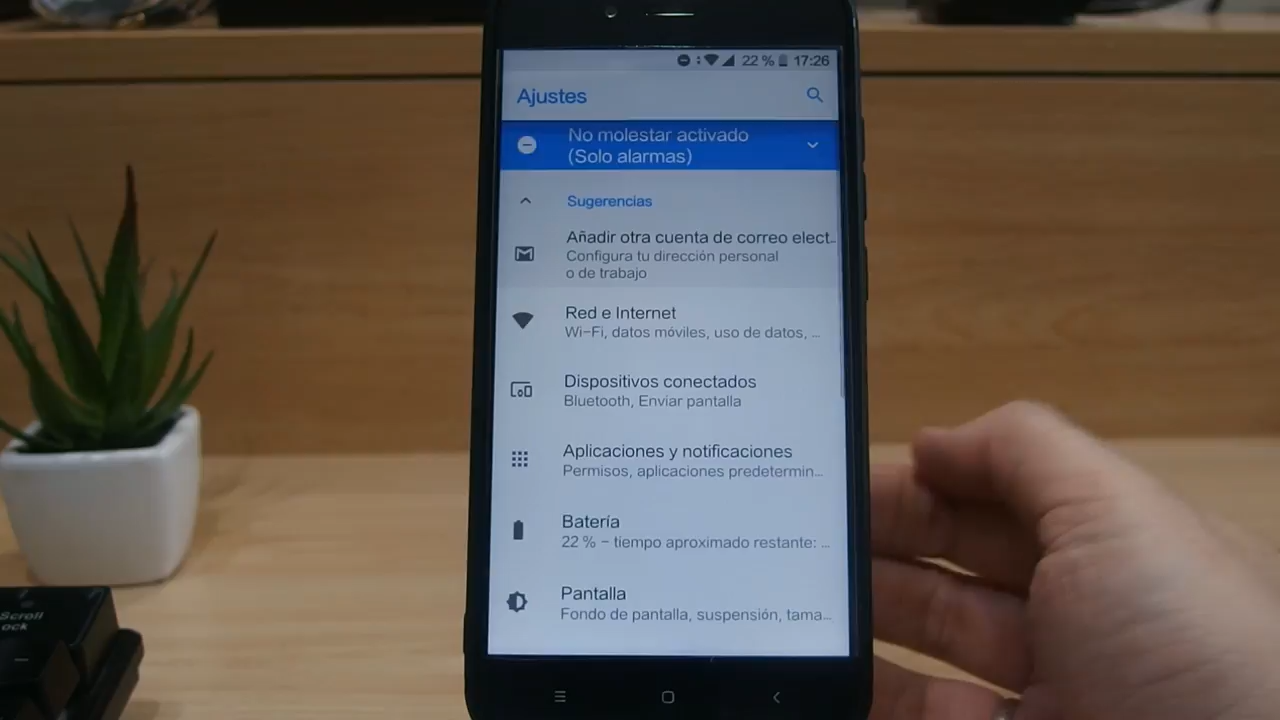 22 % 17:26
Ajustes
No molestar activado
(Solo alarmas)
Sugerencias
Añadir otra cuenta de correo elect…
Configura tu dirección personal
o de trabajo
Red e Internet
Wi-Fi, datos móviles, uso de datos, …
Dispositivos conectados
Bluetooth, Enviar pantalla
Aplicaciones y notificaciones
Permisos, aplicaciones predetermin…
Batería
22 % – tiempo aproximado restante: …
Pantalla
Fondo de pantalla, suspensión, tama…
Scroll
ock